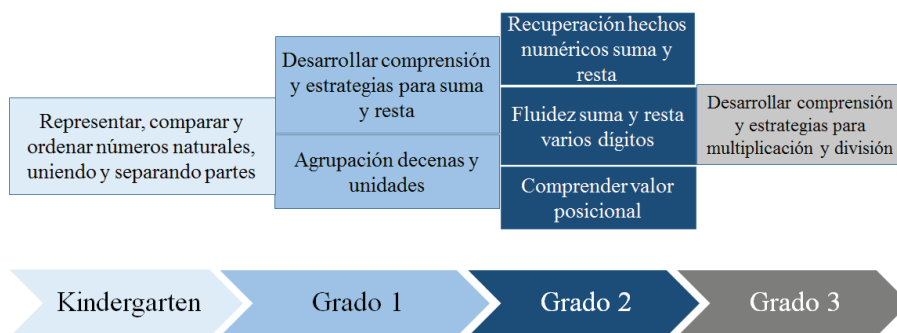 Representar, comparar y
ordenar números naturales,
uniendo y separando partes
Desarrollar comprensión
y estrategias para suma
y resta
Agrupación decenas y
unidades
Recuperación hechos
numéricos suma y
resta
Fluidez suma y resta
varios dígitos
Comprender valor
posicional
Desarrollar comprensión
y estrategias para
multiplicación y división
Kindergarten
Grado 1
Grado 2
Grado 3